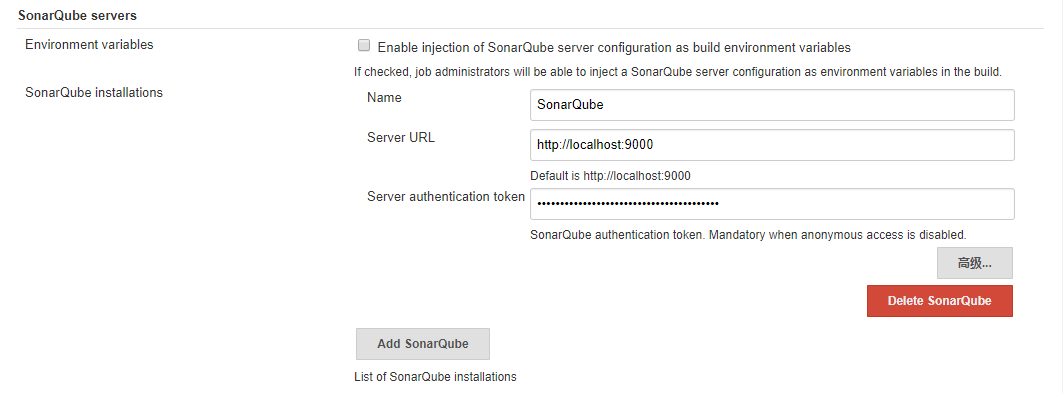 SonarQube servers
Environment variables
Enable injection of SonarQube server configuration as build environment variables
If checked, job administrators will be able to inject a SonarQube server configuration as environment variables in the build.
SonarQube installations
Name
SonarQube
Server URL
http://localhost:9000
Default is http://localhost:9000
Server authentication token
••••••••••••••••••••••••••••••••••••••••
SonarQube authentication token. Mandatory when anonymous access is disabled.
高级...
Delete SonarQube
Add SonarQube
List of SonarQube installations